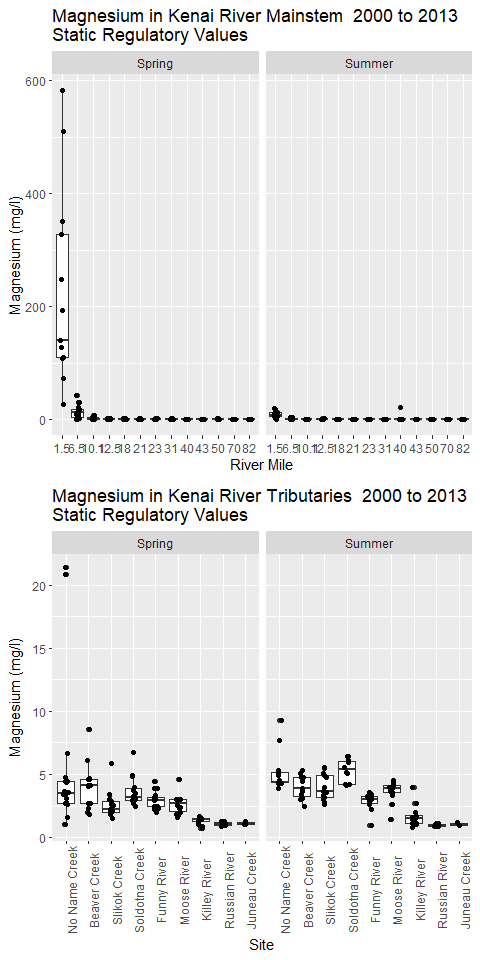 Magnesium in Kenai River Mainstem 2000 to 2013
Static Regulatory Values
Spring Summer
600
400
200
0
Magnesium (mg/l)
1.5 6.5 10.1 12.5 18 21 23 31 40 43 50 70 82 1.5 6.5 10.1 12.5 18 21 23 31 40 43 50 70 82
River Mile
Magnesium in Kenai River Tributaries 2000 to 2013
Static Regulatory Values
Spring Summer
20
15
10
5
0
Magnesium (mg/l)
No Name Creek
Beaver Creek
Slikok Creek
Soldotna Creek
Funny River
Moose River
Killey River
Russian River
Juneau Creek
No Name Creek
Beaver Creek
Slikok Creek
Soldotna Creek
Funny River
Moose River
Killey River
Russian River
Juneau Creek
Site